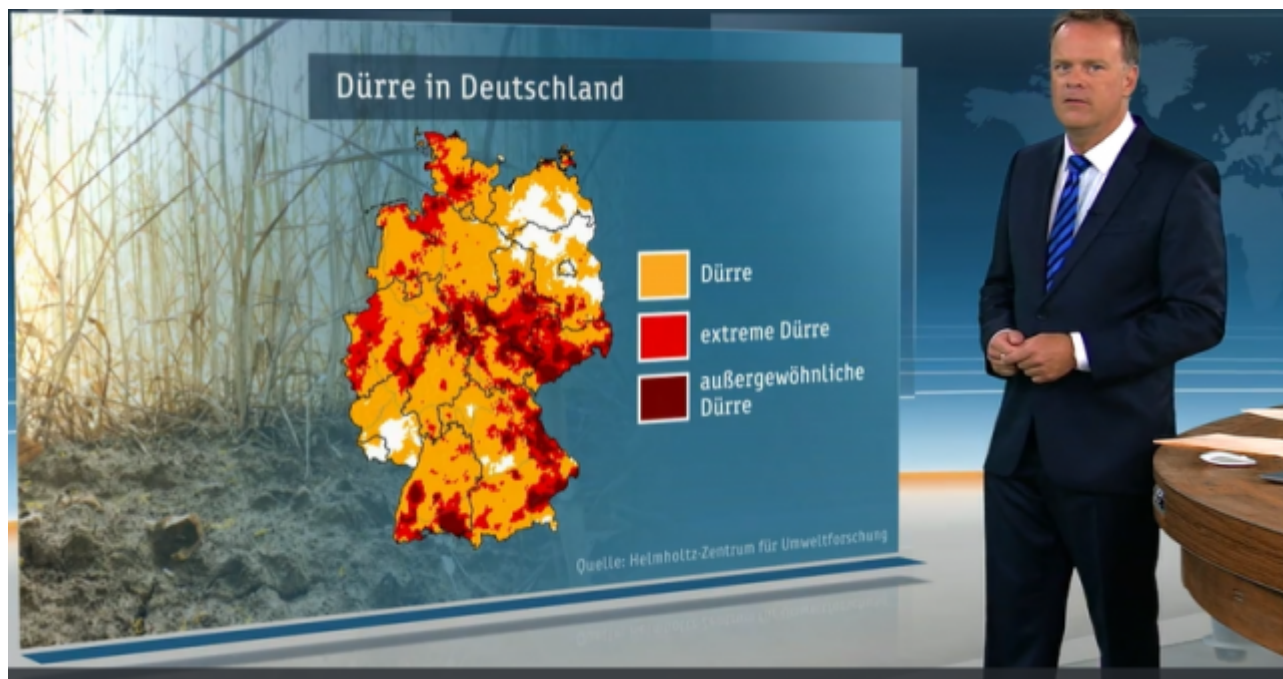 Dürre in Deutschland
Dürre
extreme Dürre
außergewöhnliche
Dürre
Quelle: Helmholtz-Zentrum für Umweltforschung